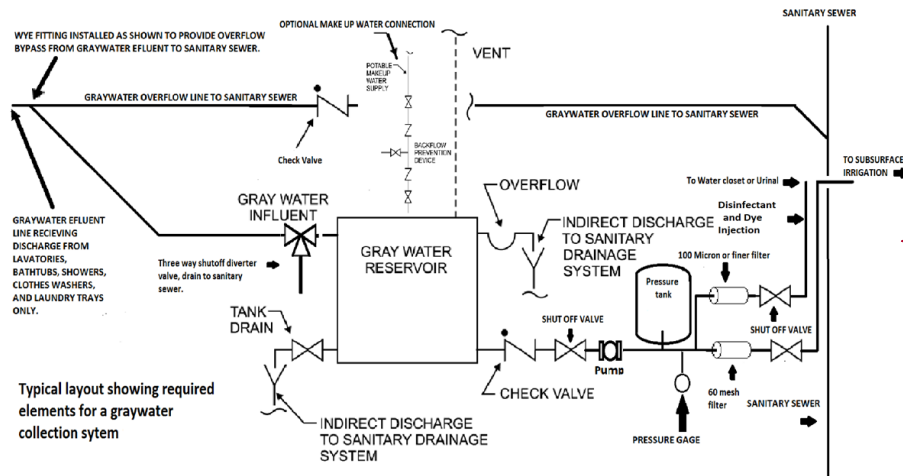 SANITARY SEWER
OPTIONAL MAKE UP WATER CONNECTION
WYE FITTING INSTALLED AS SHOWN TO PROVIDE OVERFLOW
BYPASS FROM GRAYWATER EFLUENT TO SANITARY SEWER.
VENT
POTABLE
MAKEUP
WATER
SUPPLY
GRAYWATER OVERFLOW LINE TO SANITARY SEWER
GRAYWATER OVERFLOW LINE TO SANITARY SEWER
Check Valve
BACKFLOW
PREVENTION
DEVICE
TO SUBSURFACE
IRRIGATION
To Water closet or Urinal
OVERFLOW
GRAY WATER
INFLUENT
Disinfectant
and Dye
Injection
GRAYWATER EFLUENT
LINE RECIEVING
DISCHARGE FROM
LAVATORIES,
BATHTUBS, SHOWERS,
CLOTHES WASHERS,
AND LAUNDRY TRAYS
ONLY.
INDIRECT DISCHARGE
TO SANITARY
DRAINAGE
SYSTEM
GRAY WATER
RESERVOIR
Three way shutoff diverter
valve, drain to sanitary
sewer.
100 Micron or finer filter
Pressure
tank
TANK
DRAIN
SHUT OFF VALVE
SHUT OFF VALVE
Pump
CHECK VALVE
60 mesh
filter
SANITARY SEWER
Typical layout showing required
elements for a graywater
collection sytem
INDIRECT DISCHARGE
TO SANITARY DRAINAGE
SYSTEM
PRESSURE GAGE